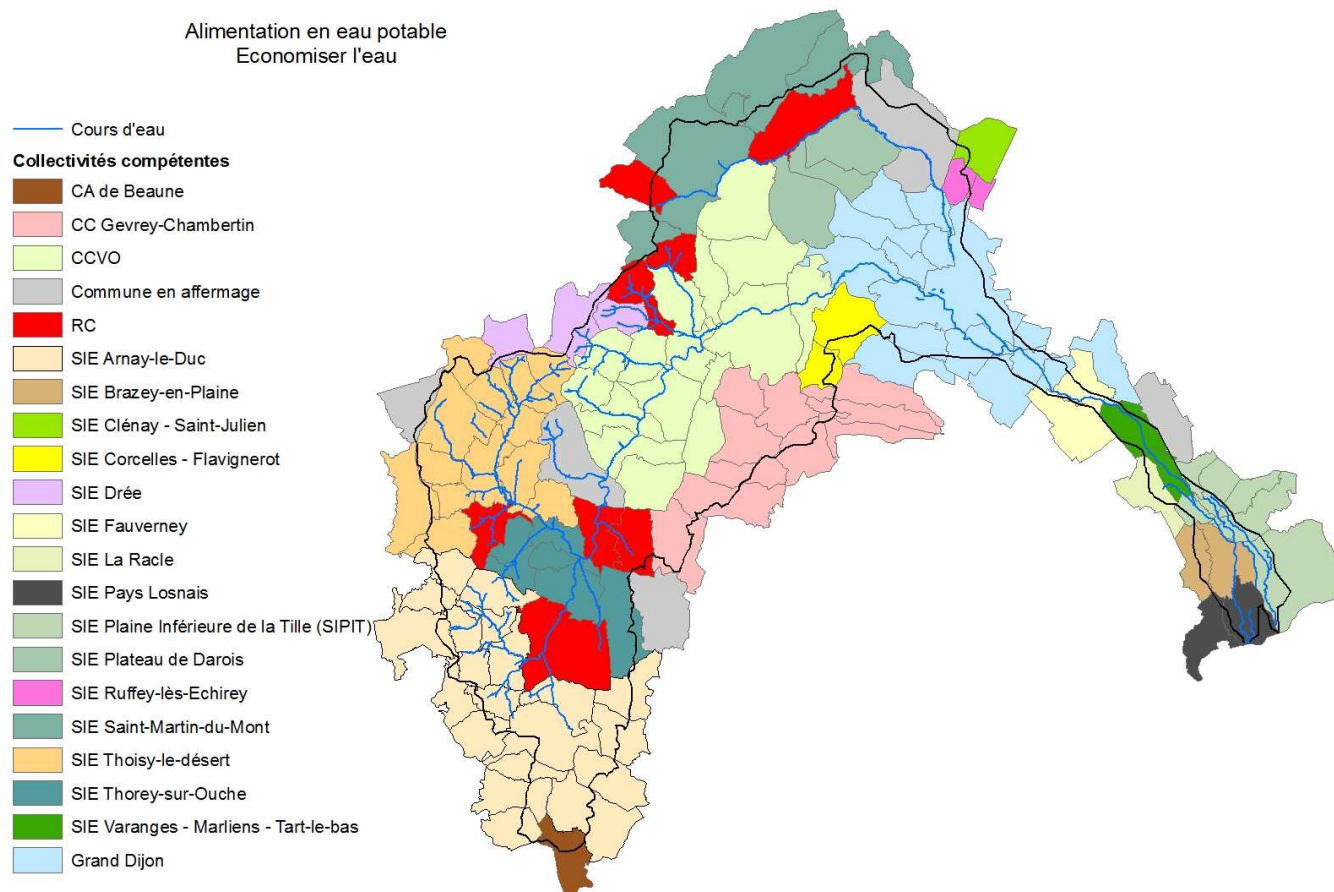 Alimentation en eau potable
Economiser l'eau
Cours d'eau
Collectivités compétentes
CA de Beaune
CC Gevrey-Chambertin
CCVO
Commune en affermage
RC
SIE Arnay-le-Duc
SIE Brazey-en-Plaine
SIE Clénay - Saint-Julien
SIE Corcelles - Flavignerot
SIE Drée
SIE Fauverney
SIE La Racle
SIE Pays Losnais
SIE Plaine Inférieure de la Tille (SIPIT)
SIE Plateau de Darois
SIE Ruffey-lès-Echirey
SIE Saint-Martin-du-Mont
SIE Thoisy-le-désert
SIE Thorey-sur-Ouche
SIE Varanges - Marliens - Tart-le-bas
Grand Dijon